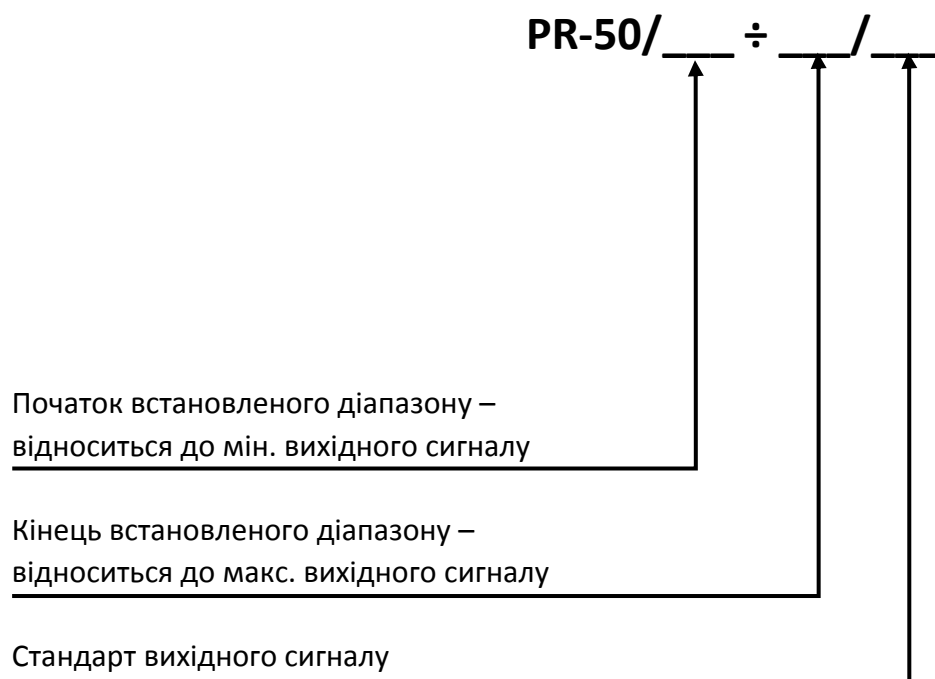 PR-50/___ ÷ ___/___
Початок встановленого діапазону –
відноситься до мін. вихідного сигналу
Кінець встановленого діапазону –
відноситься до макс. вихідного сигналу
Стандарт вихідного сигналу